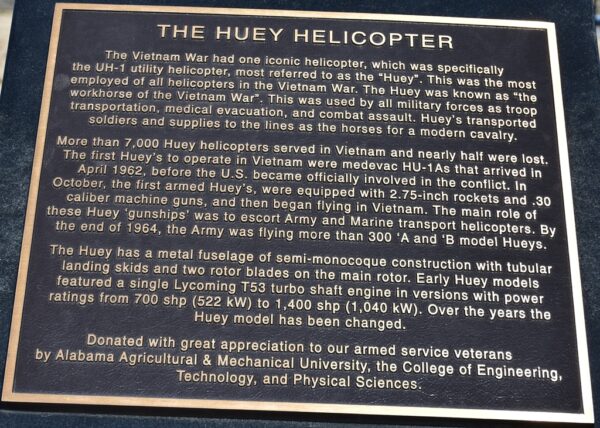 THE HUEY HELICOPTER
The Vietnam War had one iconic helicopter, which was specifically
the UH-1 utility helicopter, most referred to as the “Huey”. This was the most
employed of all helicopters in the Vietnam War. The Huey was known as “the
workhorse of the Vietnam War”. This was used by all military forces as troop
transportation, medical evacuation, and combat assault. Huey's transported
soldiers and supplies to the lines as the horses for a modern cavalry.
More than 7,000 Huey helicopters served in Vietnam and nearly half were lost.
The first Huey's to operate in Vietnam were medevac HU-1As that arrived in
April 1962, before the U.S. became officially involved in the conflict. In
October, the first armed Huey's, were equipped with 2.75-inch rockets and .30
caliber machine guns, and then began flying in Vietnam. The main role of
these Huey ‘gunships’ was to escort Army and Marine transport helicopters. By
the end of 1964, the Army was flying more than 300 ‘A and ‘B model Hueys.
The Huey has a metal fuselage of semi-monocoque construction with tubular
landing skids and two rotor blades on the main rotor. Early Huey models
featured a single Lycoming T53 turbo shaft engine in versions with power
ratings from 700 shp (522 kW) to 1,400 shp (1,040 kW). Over the years the
Huey model has been changed.
Donated with great appreciation to our armed service veterans
by Alabama Agricultural & Mechanical University, the College of Engineering,
Technology, and Physical Sciences.